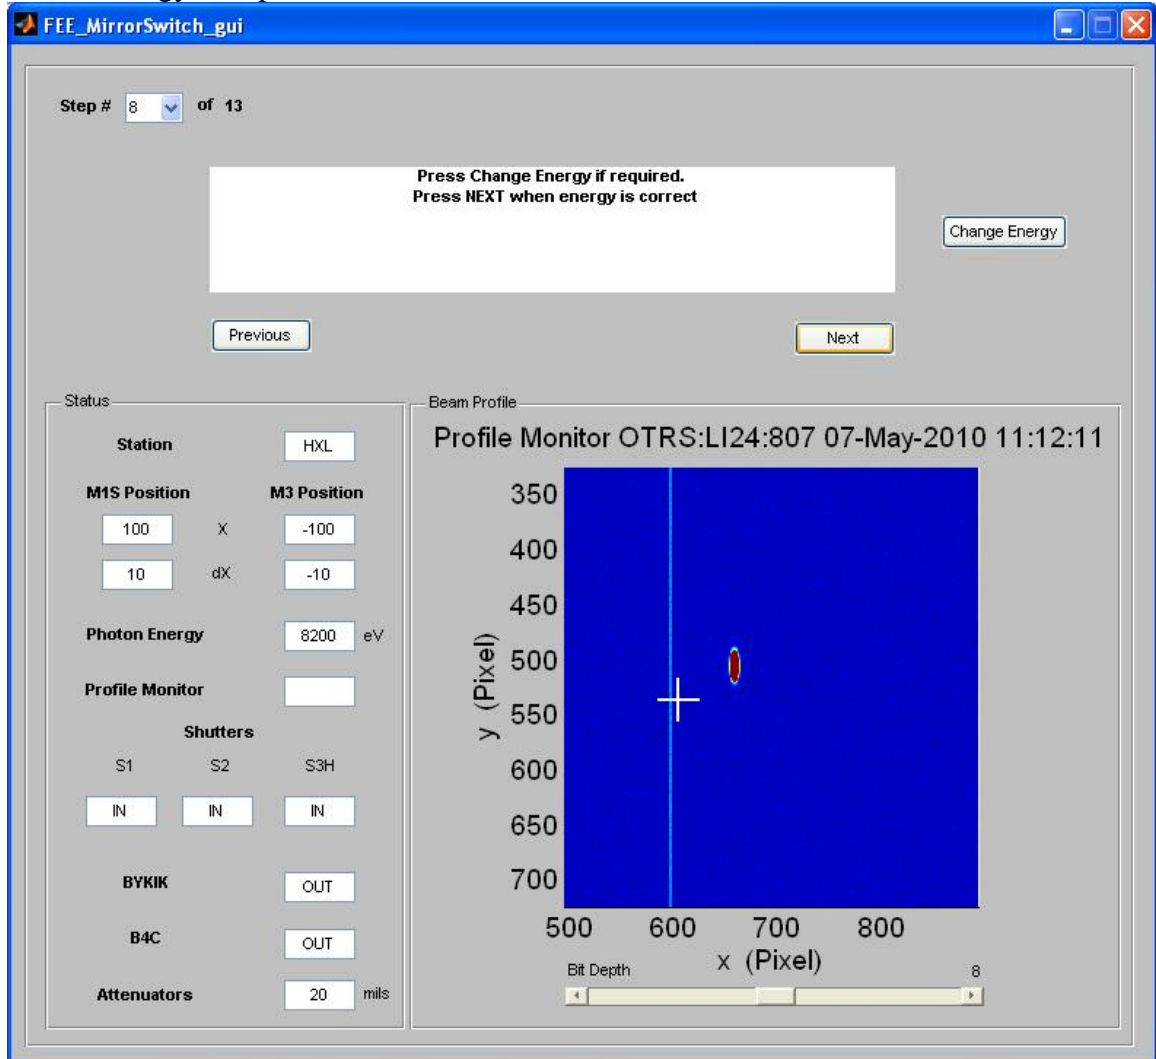 FEE_MirrorSwitch_gui
Step # 8 of 13
Press Change Energy if required.
Press NEXT when energy is correct
Change Energy
Previous
Next
Status
Station HXL
M1S Position M3 Position
100 X -100
10 dX -10
Photon Energy 8200 eV
Profile Monitor
Shutters
S1 S2 S3H
IN IN IN
BYKIK OUT
B4C OUT
Attenuators 20 mils
Beam Profile
Profile Monitor OTRS:LI24:807 07-May-2010 11:12:11
y (Pixel)
350
400
450
500
550
600
650
700
500 600 700 800
x (Pixel)
Bit Depth 8